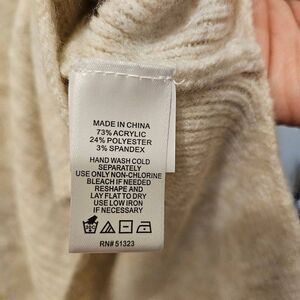 MADE IN CHINA
73% ACRYLIC
24% POLYESTER
3% SPANDEX
HAND WASH COLD
SEPARATELY
USE ONLY NON-CHLORINE
BLEACH IF NEEDED
RESHAPE AND
LAY FLAT TO DRY
USE LOW IRON
IF NECESSARY
RN# 51323